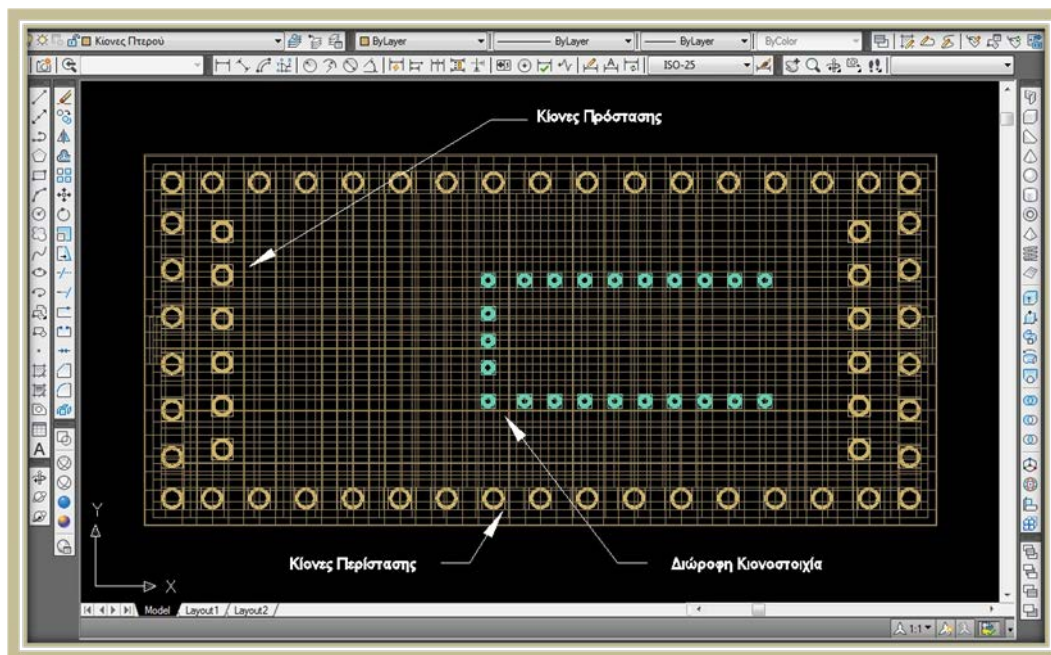 Κίονες Πτερού ByLayer ByLayer ByLayer ByColor
ISO-25
Κίονες Πρόστασης
Κίονες Περίστασης Διώροφη Κιονοστοιχία
Y
X
Model Layout1 Layout2
1:1
A